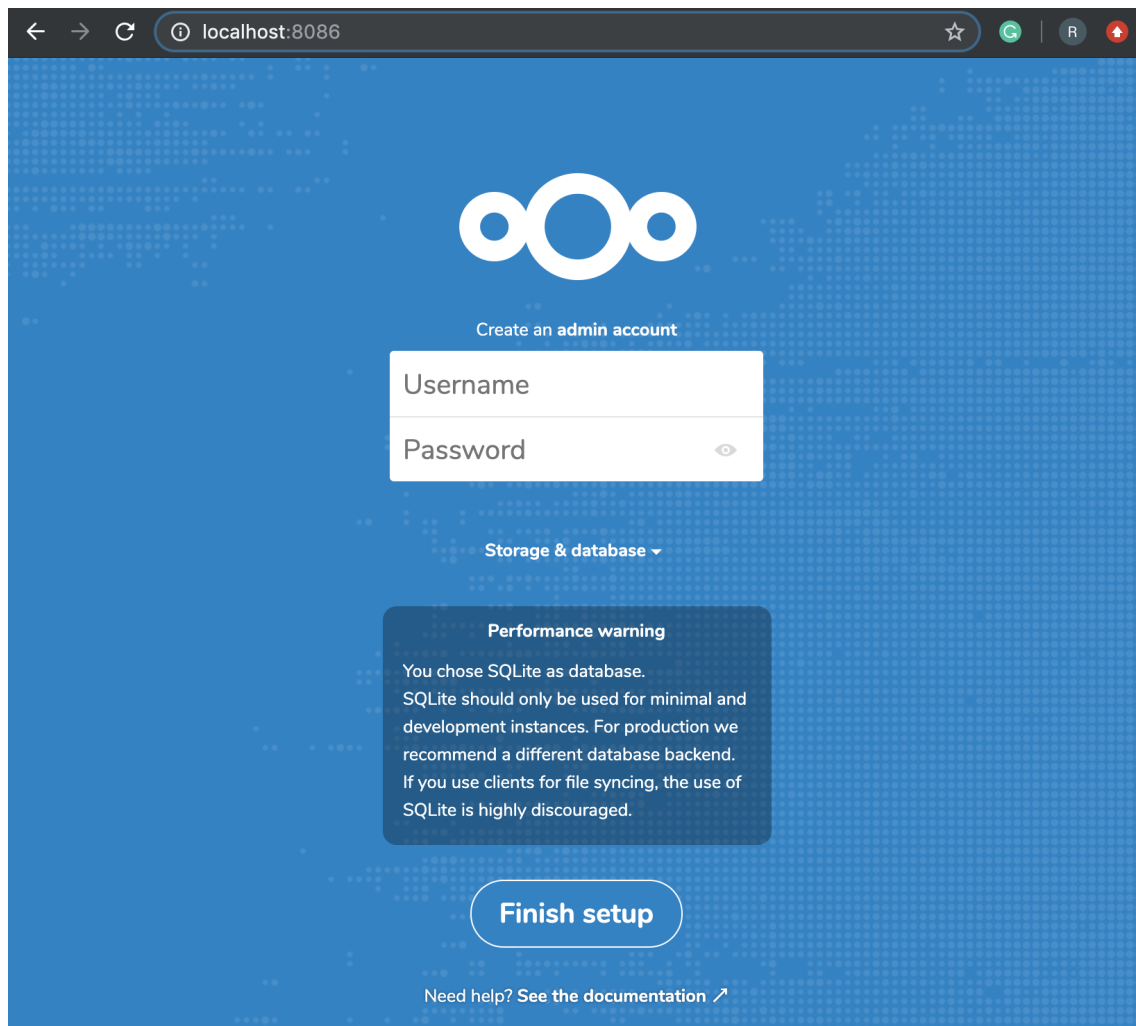 localhost:8086
G
R
Create an admin account
Username
Password
Storage & database
Performance warning
You chose SQLite as database.
SQLite should only be used for minimal and
development instances. For production we
recommend a different database backend.
If you use clients for file syncing, the use of
SQLite is highly discouraged.
Finish setup
Need help? See the documentation ↗